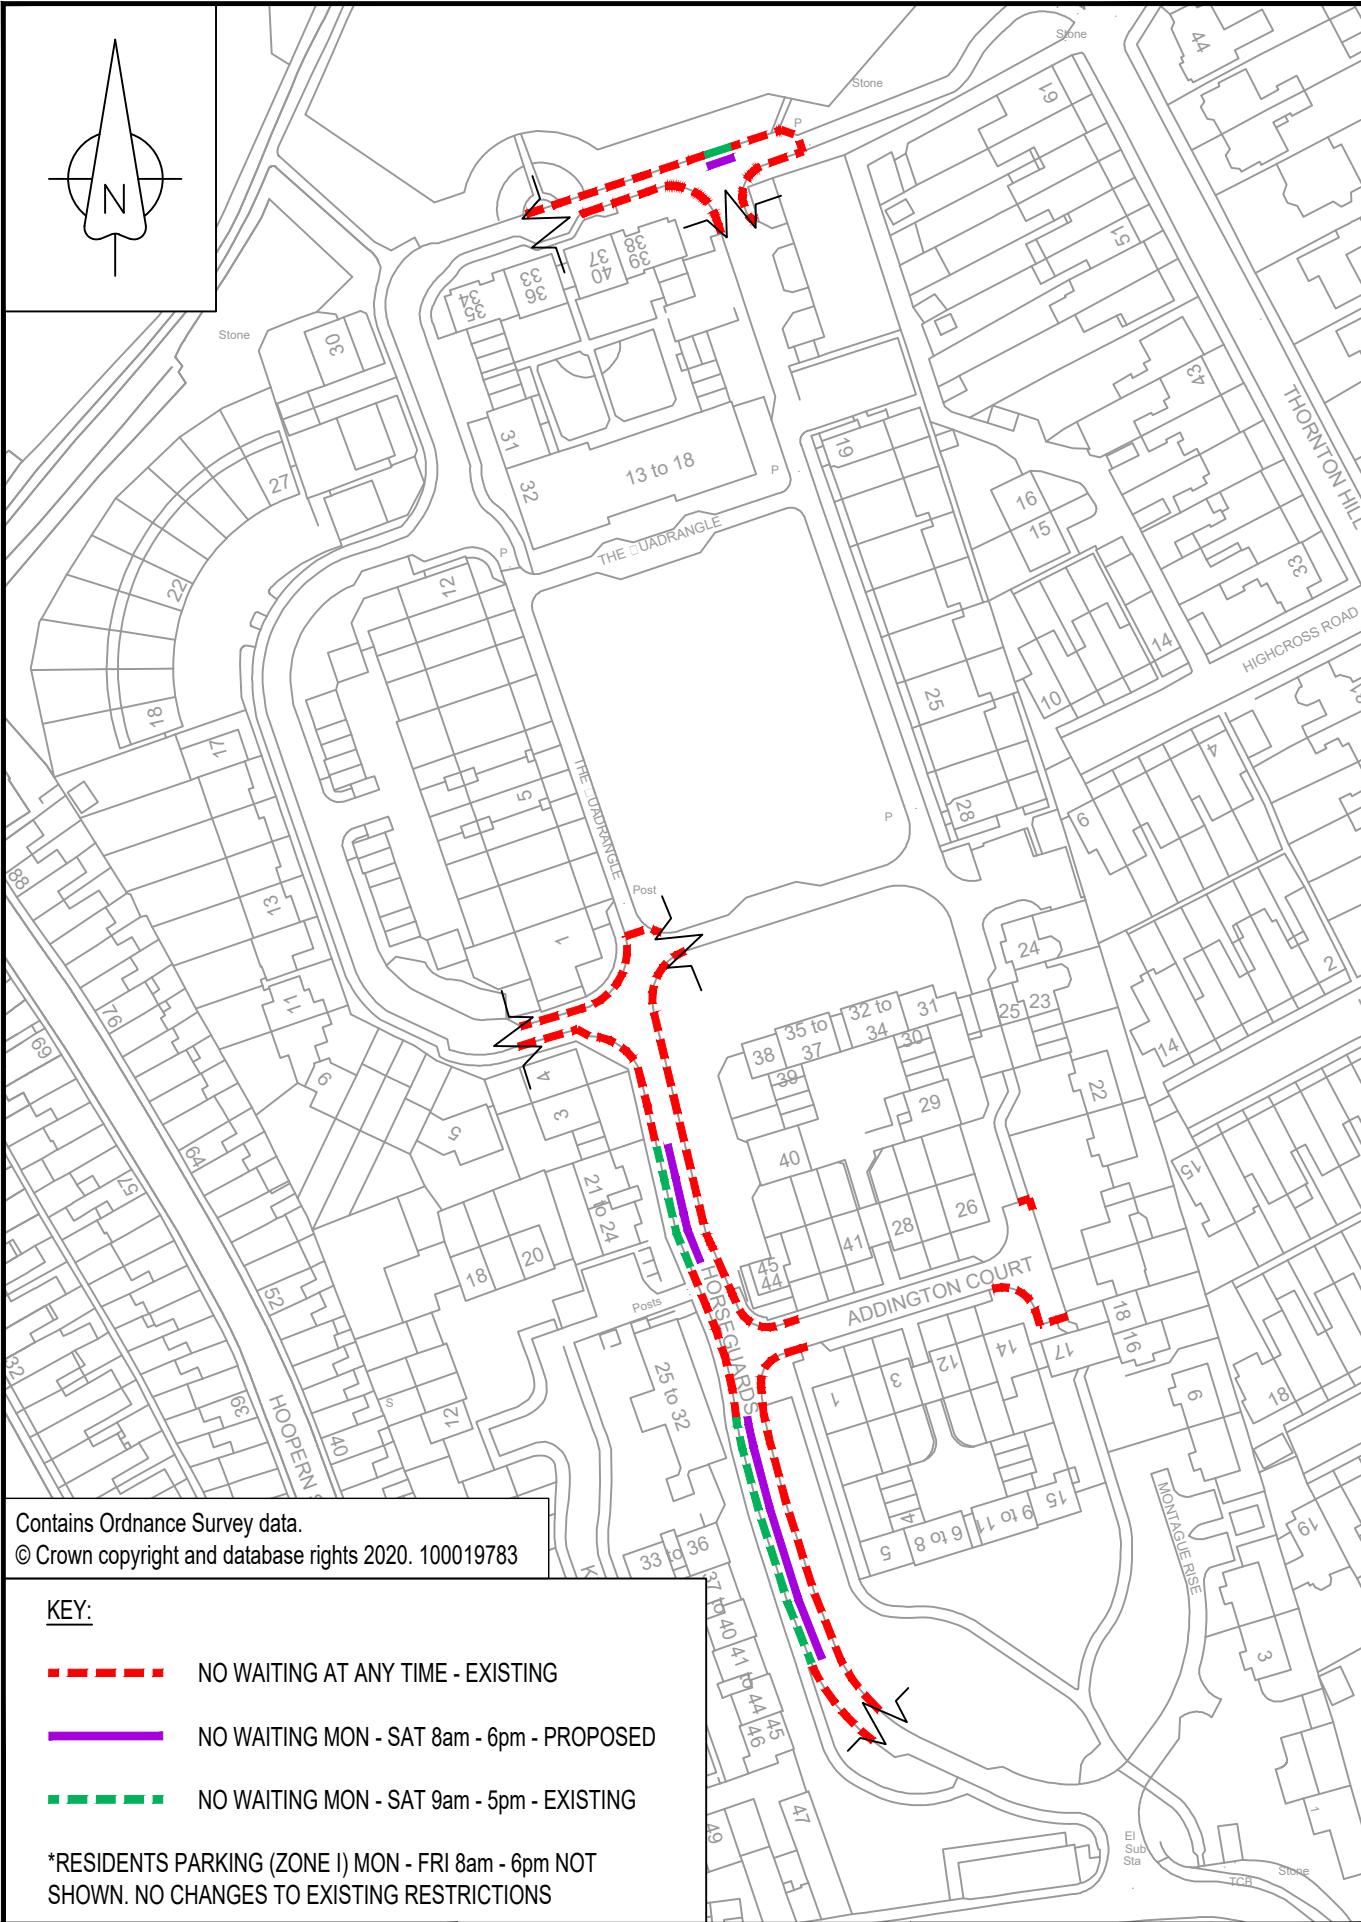 N
Stone
Stone
Stone
P
44
61
51
43
33
THORNTON HILL
HIGHCROSS ROAD
30
27
22
18
17
34
35
33
36
37
40
38
39
31
32
13 to 18
P
19
THE UADRANGLE
P
12
16
15
14
10
25
28
THE UADRANGLE
5
P
6
4
2
Post
1
13
11
88
76
69
64
57
52
39
40
32
9
5
4
3
24
23
25
31
32 to
34
30
35 to
37
38
39
29
40
41
28
26
45
44
22
14
15
21 to 24
20
18
12
S
Posts
HORSEGUARDS
ADDINGTON COURT
18
16
17
14
12
3
1
25 to 32
HOOPERN
K
4
5
6 to 8
9 to 11
15
MONTAGUE RISE
9
18
19
3
1
33 to 36
37 to 40
41 to 44
45
46
47
49
El
Sub
Sta
TCB
Stone
Contains Ordnance Survey data.
© Crown copyright and database rights 2020. 100019783
KEY:
NO WAITING AT ANY TIME - EXISTING
NO WAITING MON - SAT 8am - 6pm - PROPOSED
NO WAITING MON - SAT 9am - 5pm - EXISTING
*RESIDENTS PARKING (ZONE I) MON - FRI 8am - 6pm NOT
SHOWN. NO CHANGES TO EXISTING RESTRICTIONS